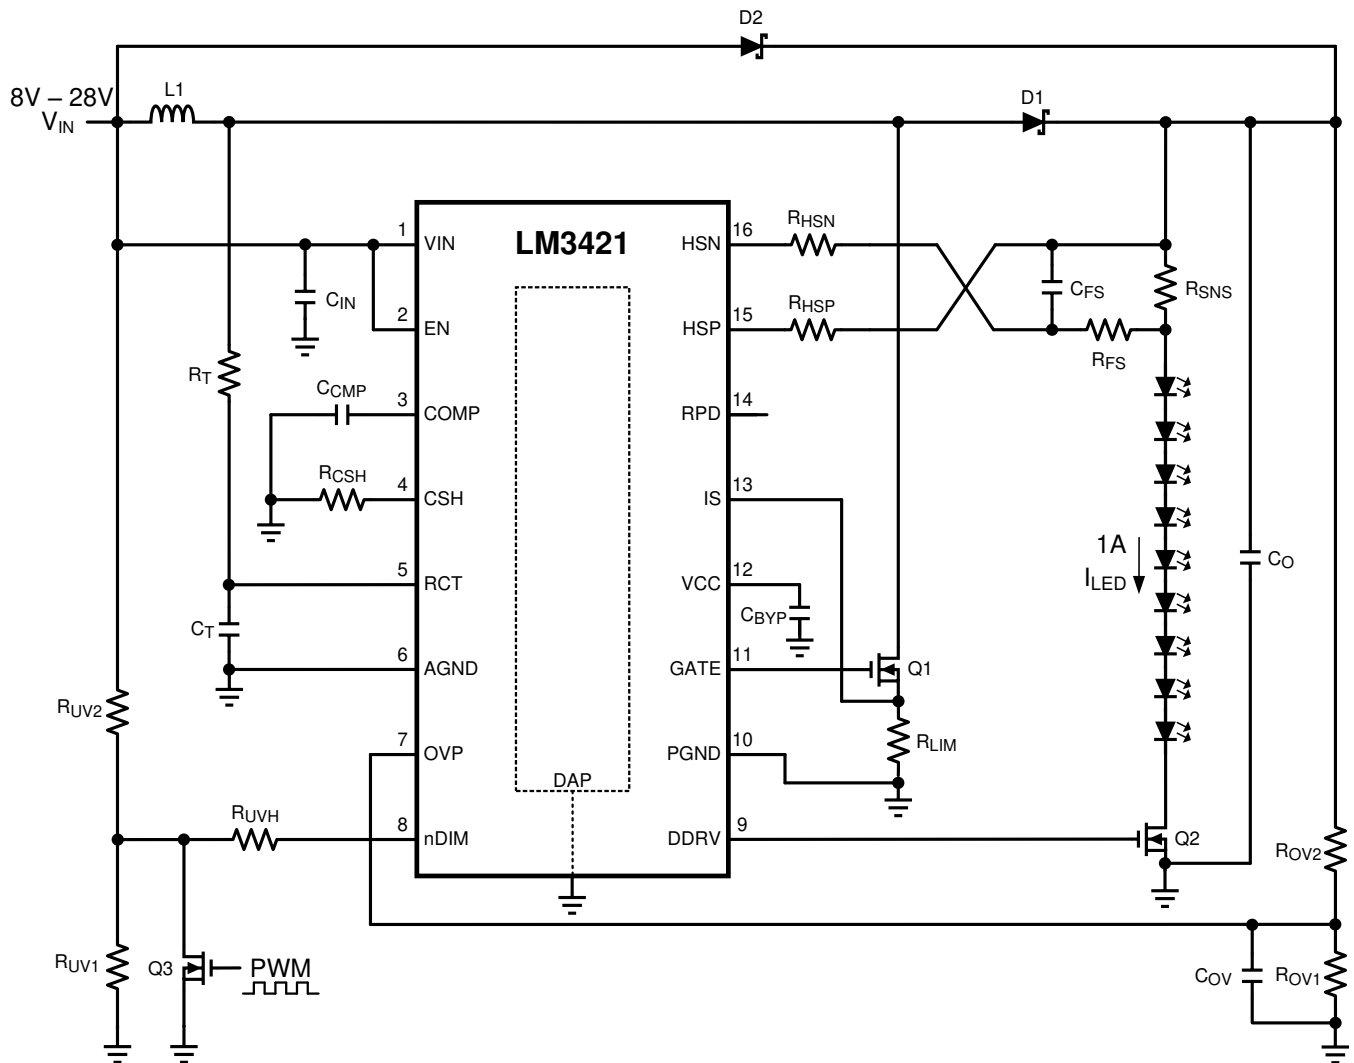 D2
8V – 28V
VIN
L1
D1
LM3421
1
VIN
HSN
16
RHSN
CIN
CFS
RSNS
2
EN
HSP
15
RHSP
RFS
RT
CCMP
3
COMP
RPD
14
RCSH
4
CSH
IS
13
1A
ILED
CO
5
RCT
VCC
12
CBYP
CT
6
AGND
GATE
11
Q1
RUV2
7
OVP
PGND
10
RLIM
DAP
RUVH
8
nDIM
DDRV
9
Q2
ROV2
RUV1
Q3
PWM
COV
ROV1